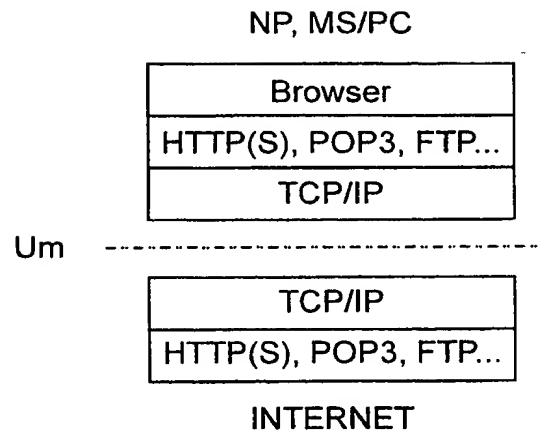 NP, MS/PC
Browser
HTTP(S), POP3, FTP...
TCP/IP
Um
TCP/IP
HTTP(S), POP3, FTP...
INTERNET